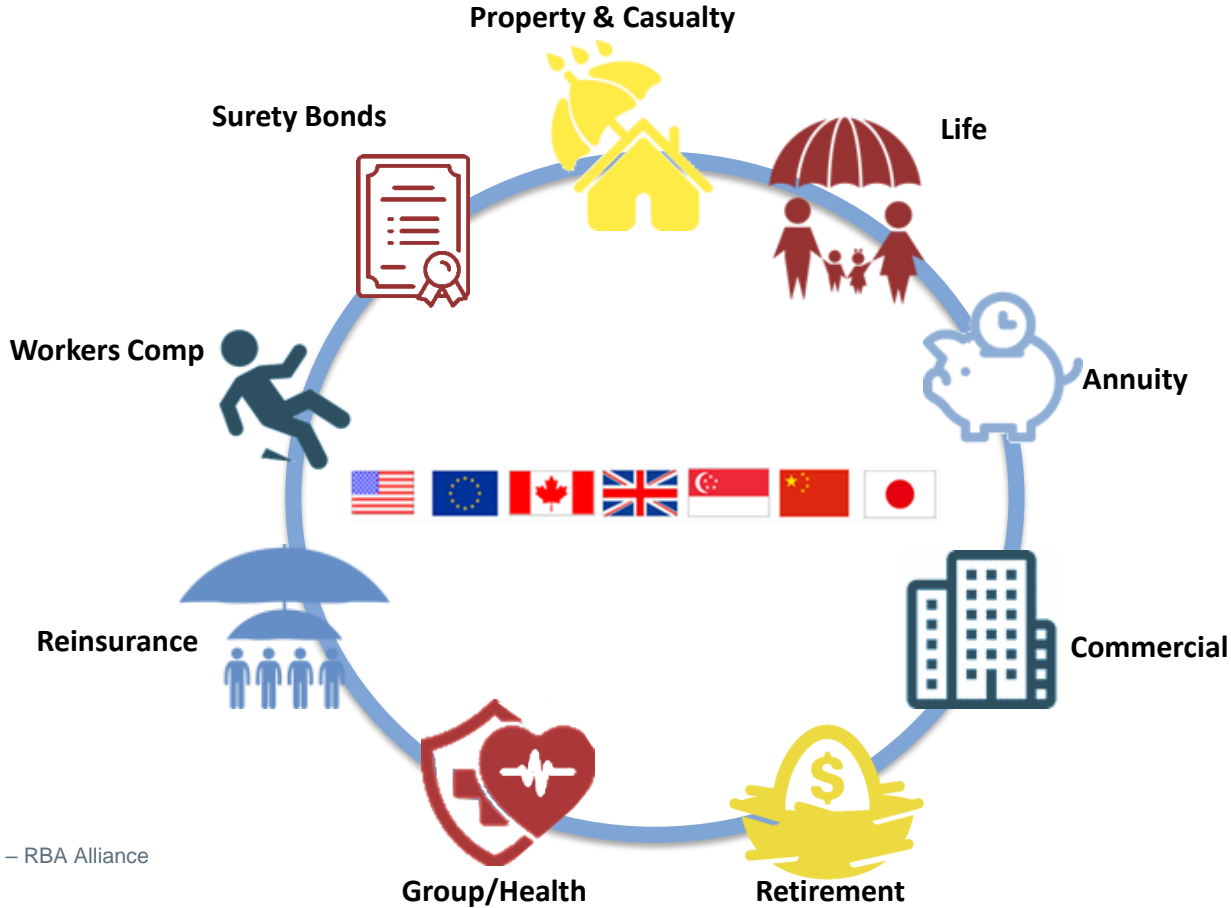 Property & Casualty
Surety Bonds
Life
Workers Comp
Annuity
$
Reinsurance
Commercial
– RBA Alliance
Group/Health
Retirement